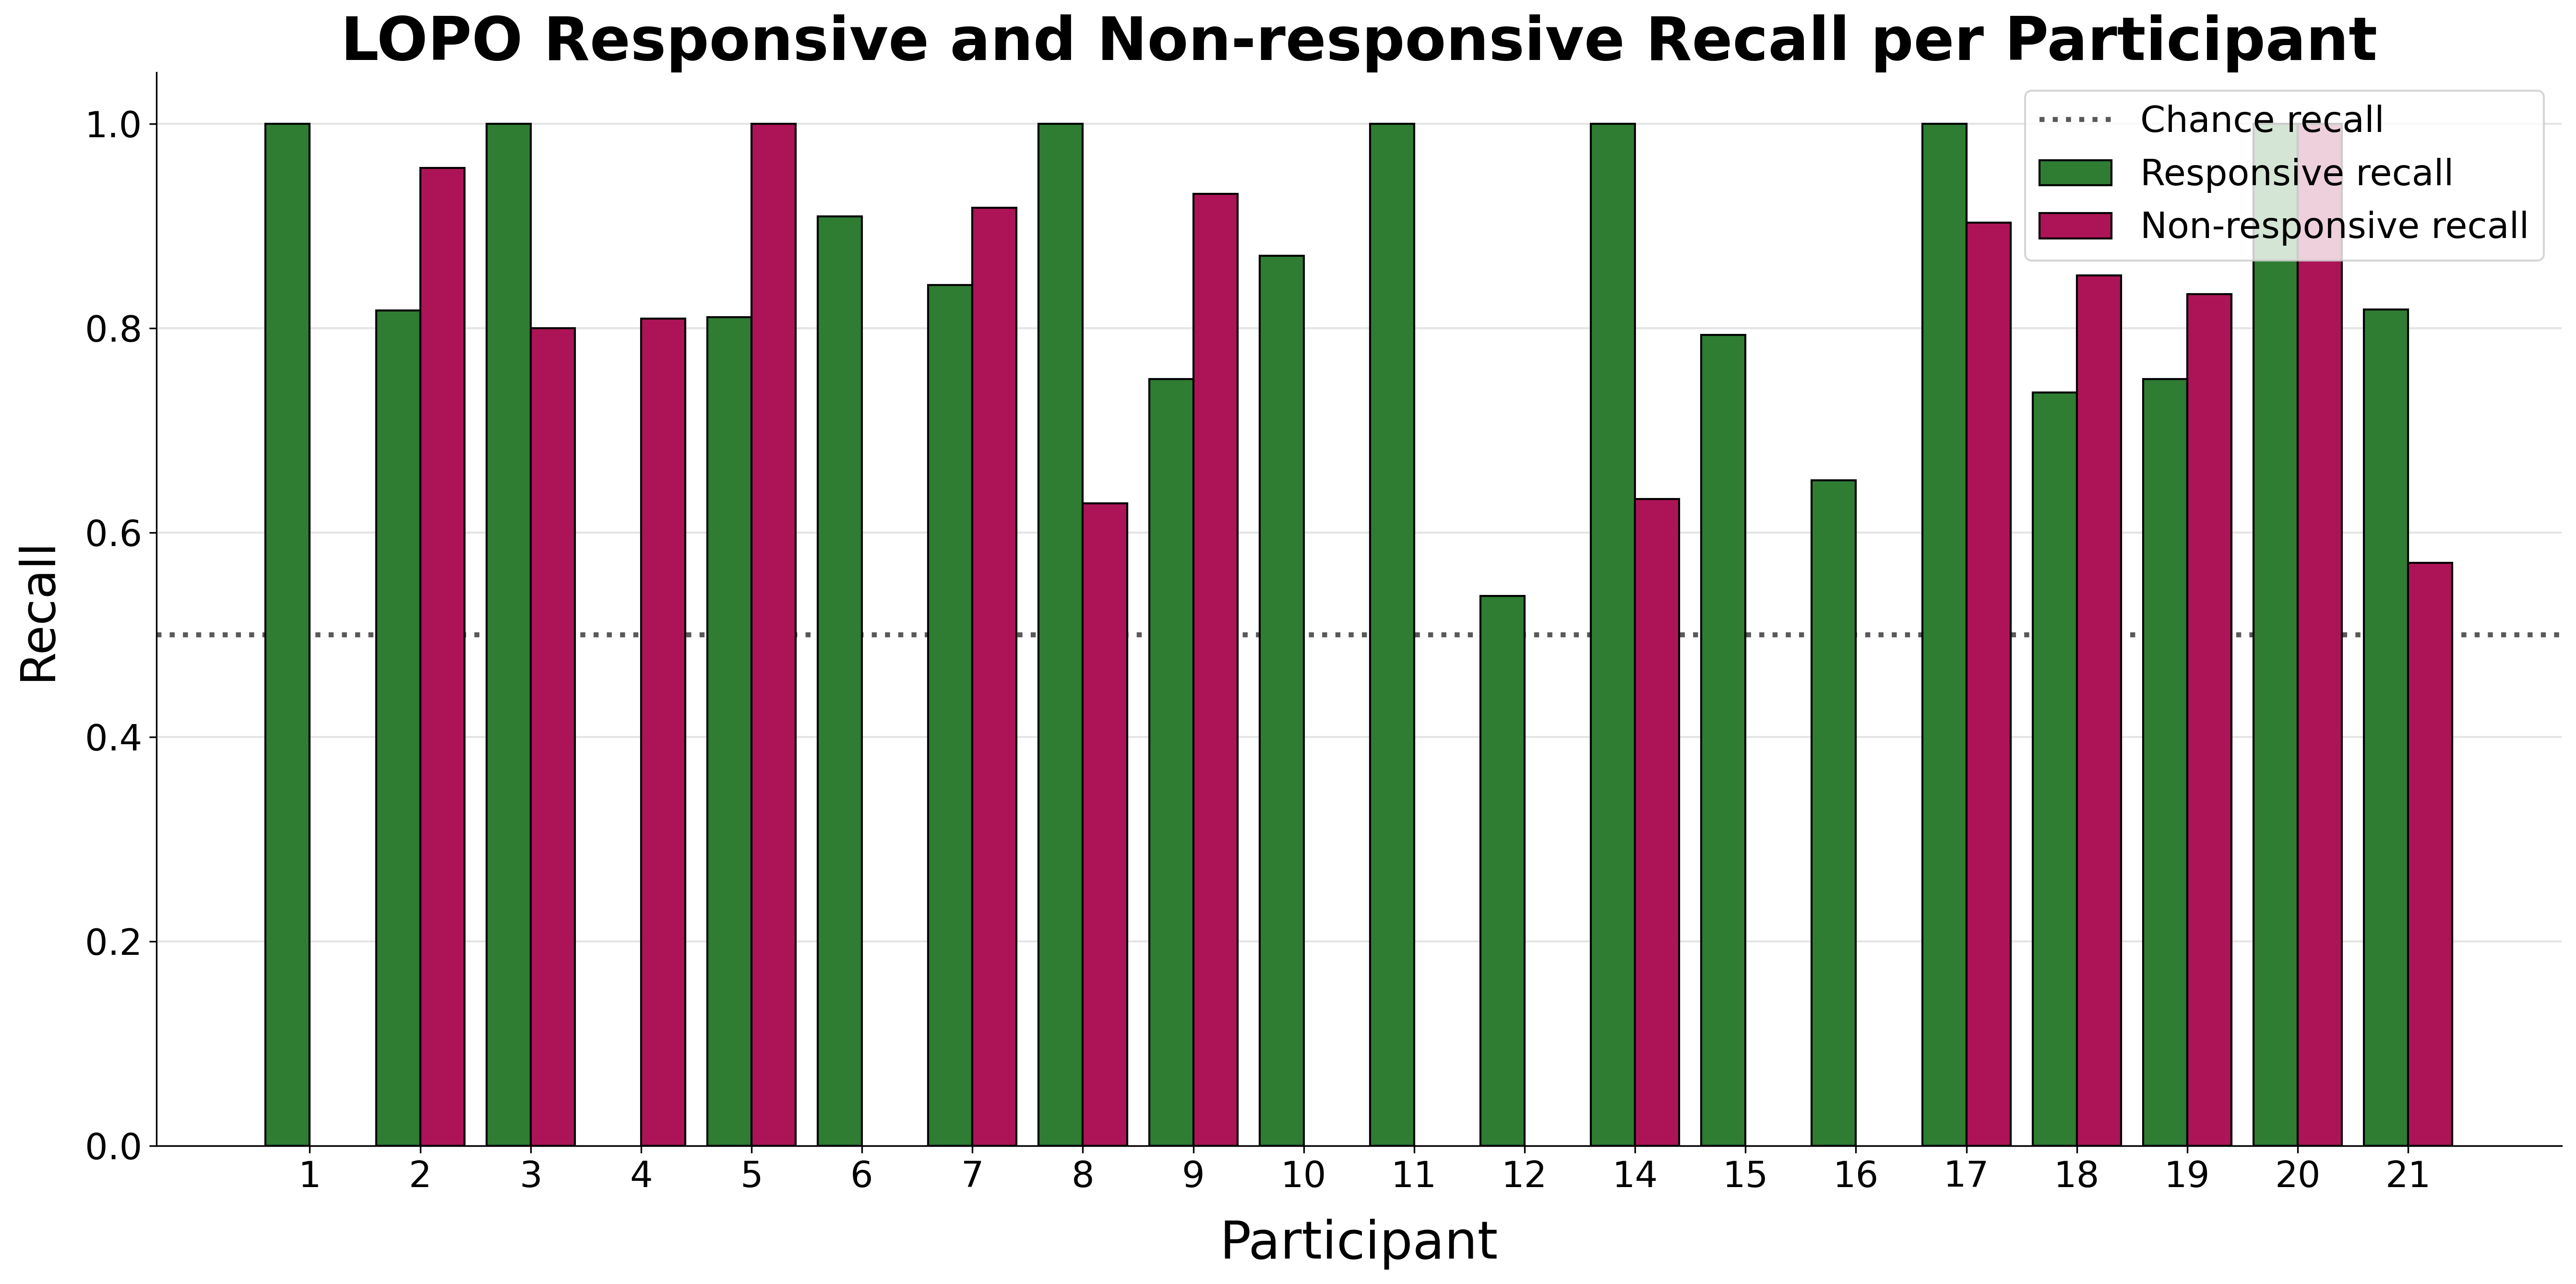 LOPO Responsive and Non-responsive Recall per Participant
Chance recall
Responsive recall
Non-responsive recall
Recall
1.0
0.8
0.6
0.4
0.2
0.0
1 2 3 4 5 6 7 8 9 10 11 12 14 15 16 17 18 19 20 21
Participant